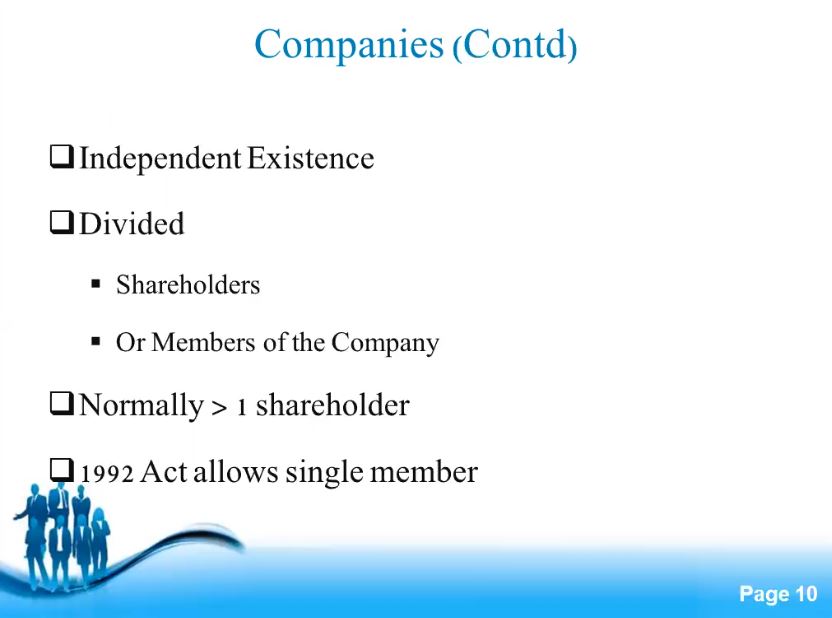 Companies (Contd)
❑Independent Existence
❑Divided
▪ Shareholders
▪ Or Members of the Company
❑Normally > 1 shareholder
❑1992 Act allows single member
Page 10